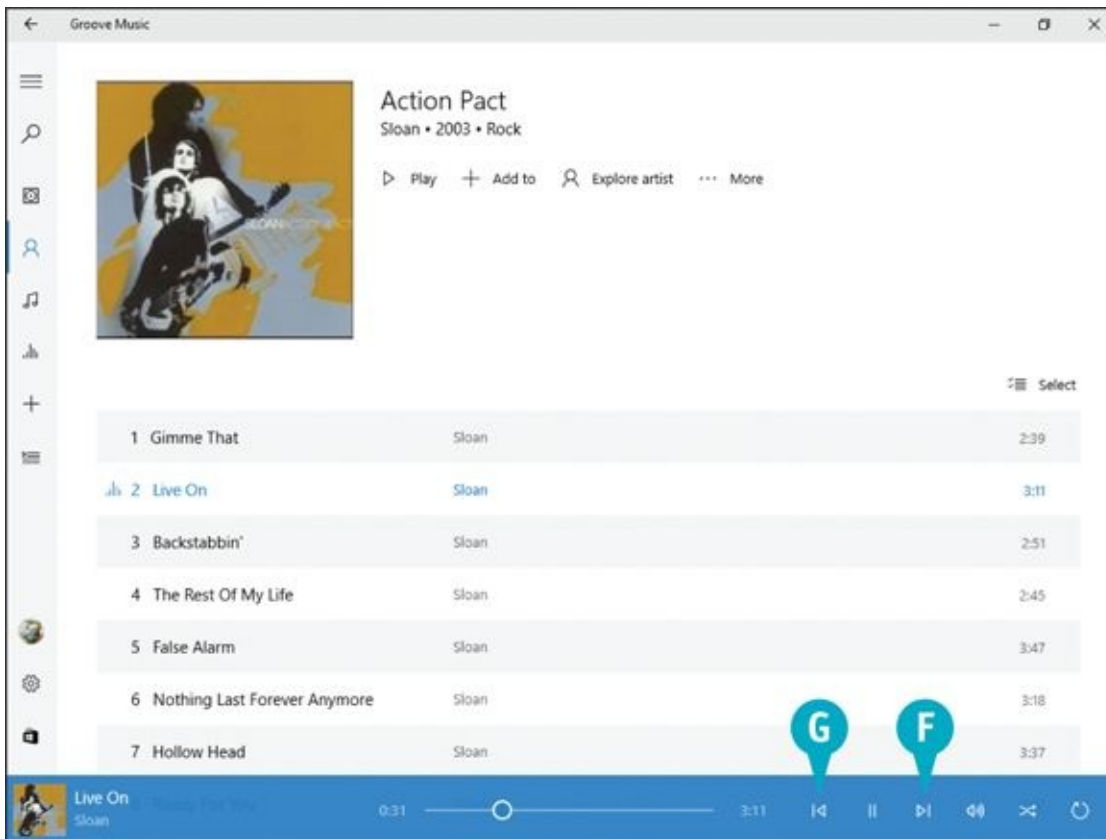 Groove Music
SLOAN ACTION PACT
Action Pact
Sloan • 2003 • Rock
Play Add to Explore artist ... More
Select
1 Gimme That Sloan 2:39
2 Live On Sloan 3:11
3 Backstabbin' Sloan 2:51
4 The Rest Of My Life Sloan 2:45
5 False Alarm Sloan 3:47
6 Nothing Last Forever Anymore Sloan 3:18
7 Hollow Head Sloan 3:37
G F
Live On
Sloan
0:31 3:11